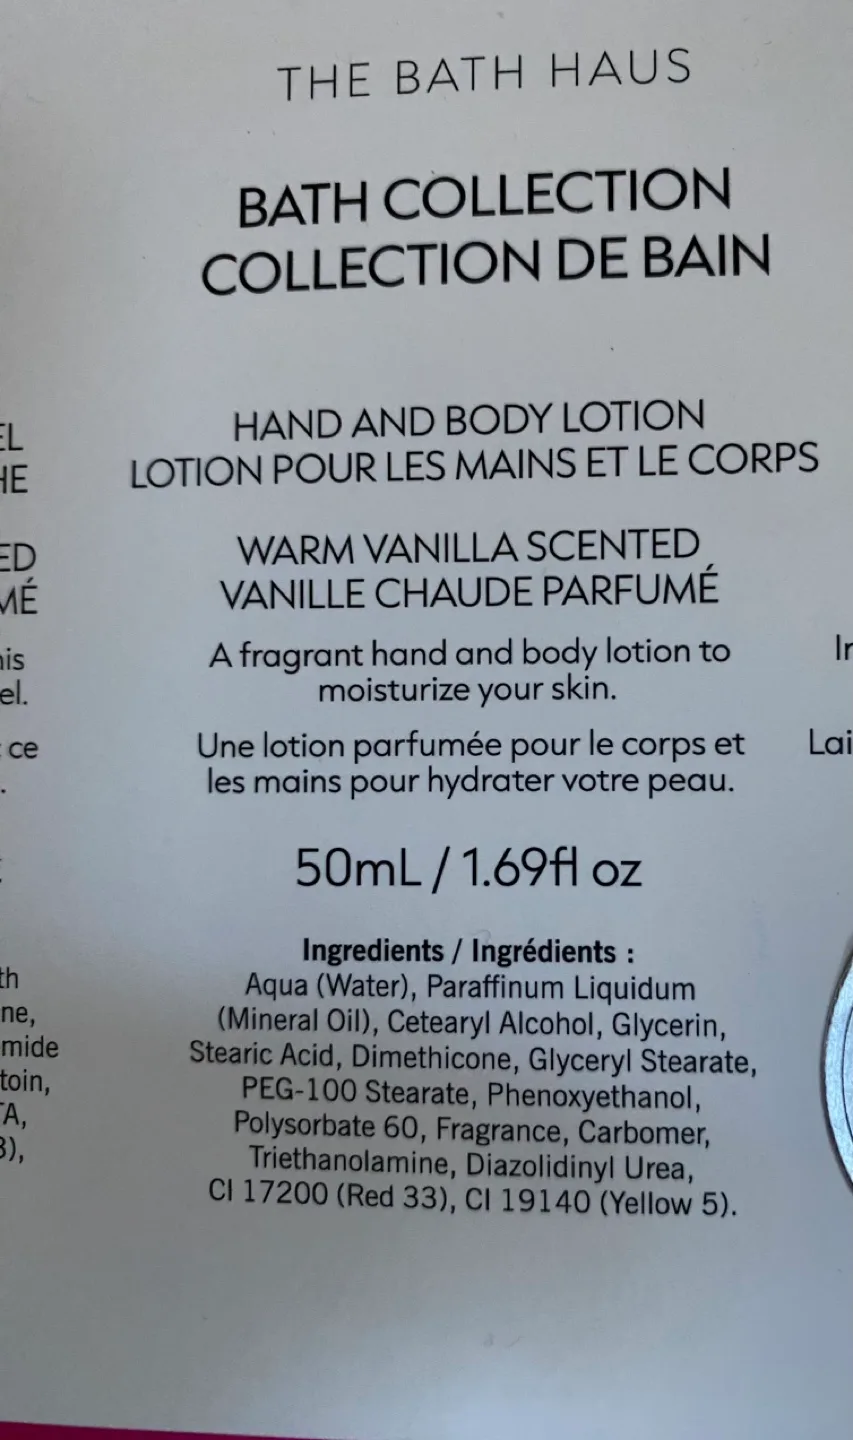 THE BATH HAUS
BATH COLLECTION
COLLECTION DE BAIN
HAND AND BODY LOTION
LOTION POUR LES MAINS ET LE CORPS
WARM VANILLA SCENTED
VANILLE CHAUDE PARFUMÉ
A fragrant hand and body lotion to
moisturize your skin.
Une lotion parfumée pour le corps et
les mains pour hydrater votre peau.
50mL / 1.69fl oz
Ingredients / Ingrédients :
Aqua (Water), Paraffinum Liquidum
(Mineral Oil), Cetearyl Alcohol, Glycerin,
Stearic Acid, Dimethicone, Glyceryl Stearate,
PEG-100 Stearate, Phenoxyethanol,
Polysorbate 60, Fragrance, Carbomer,
Triethanolamine, Diazolidinyl Urea,
CI 17200 (Red 33), CI 19140 (Yellow 5).